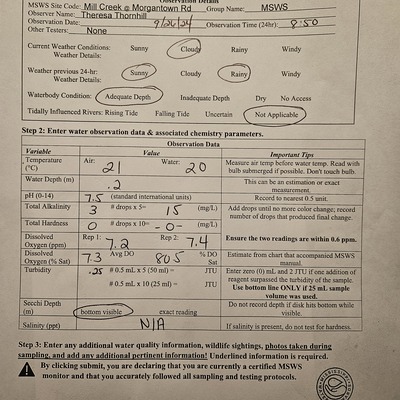 Observation Details
MSWS Site Code: Mill Creek @ Morgantown Rd Group Name: MSWS
Observer Name: Theresa Thornhill
Observation Date: 9/26/24 Observation Time (24hr): 8:50
Other Testers: None
Current Weather Conditions: Sunny Cloudy Rainy Windy
Weather Details:
Weather previous 24-hr: Sunny Cloudy Rainy Windy
Weather Details:
Waterbody Condition: Adequate Depth Inadequate Depth Dry No Access
Tidally Influenced Rivers: Rising Tide Falling Tide Uncertain Not Applicable
Step 2: Enter water observation data & associated chemistry parameters.
Observation Data
Variable Value Important Tips
Temperature (°C) Air: 21 Water: 20 Measure air temp before water temp. Read with bulb submerged if possible. Don't touch bulb.
Water Depth (m) .2 This can be an estimation or exact measurement.
pH (0-14) 7.5 (standard international units) Record to nearest 0.5 unit.
Total Alkalinity 3 # drops x 5= 15 (mg/L) Add drops until no more color change; record number of drops that produced final change.
Total Hardness 0 # drops x 10= -0- (mg/L)
Dissolved Oxygen (ppm) Rep 1: 7.2 Rep 2: 7.4 Ensure the two readings are within 0.6 ppm.
Dissolved Oxygen (% Sat) 7.3 Avg DO 80.5 % DO Sat Estimate from chart that accompanied MSWS manual.
Turbidity .25 # 0.5 mL x 5 (50 ml) = JTU Enter zero (0) mL and 2 JTU if one addition of reagent surpassed the turbidity of the sample.
# 0.5 mL x 10 (25 ml) = JTU Use bottom line ONLY if 25 mL sample volume was used.
Secchi Depth (m) bottom visible exact reading Do not record depth if disk hits bottom while visible.
Salinity (ppt) N/A If salinity is present, do not test for hardness.
Step 3: Enter any additional water quality information, wildlife sightings, photos taken during
sampling, and add any additional pertinent information! Underlined information is required.
By clicking submit, you are declaring that you are currently a certified MSWS
monitor and that you accurately followed all sampling and testing protocols.